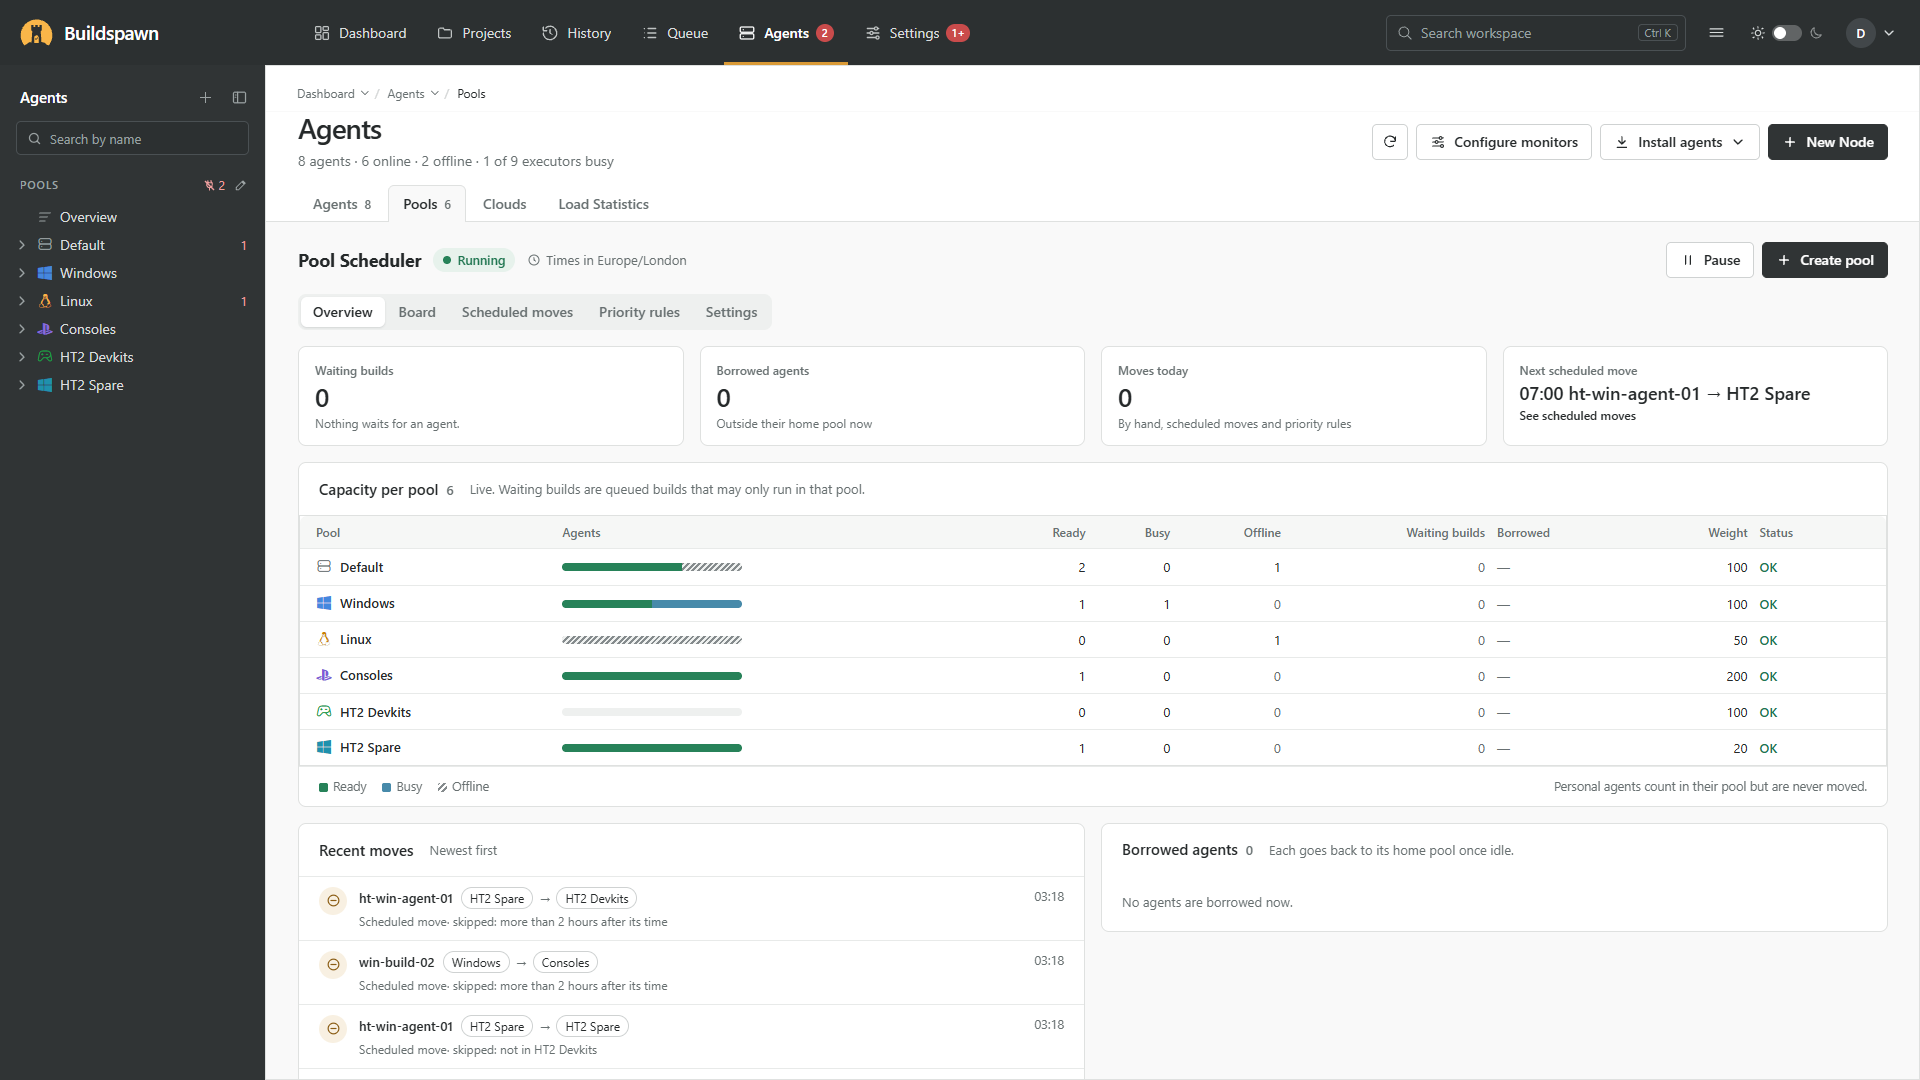 Buildspawn
Dashboard
Projects
History
Queue
Agents 2
Settings 1+
Search workspace Ctrl K
D
Agents
Search by name
POOLS 2
Overview
Default 1
Windows
Linux 1
Consoles
HT2 Devkits
HT2 Spare
Dashboard / Agents / Pools
Agents
8 agents · 6 online · 2 offline · 1 of 9 executors busy
Configure monitors
Install agents
New Node
Agents 8
Pools 6
Clouds
Load Statistics
Pool Scheduler Running Times in Europe/London
Pause
Create pool
Overview Board Scheduled moves Priority rules Settings
Waiting builds
0
Nothing waits for an agent.
Borrowed agents
0
Outside their home pool now
Moves today
0
By hand, scheduled moves and priority rules
Next scheduled move
07:00 ht-win-agent-01 → HT2 Spare
See scheduled moves
Capacity per pool 6 Live. Waiting builds are queued builds that may only run in that pool.
Pool Agents Ready Busy Offline Waiting builds Borrowed Weight Status
Default 2 0 1 0 — 100 OK
Windows 1 1 0 0 — 100 OK
Linux 0 0 1 0 — 50 OK
Consoles 1 0 0 0 — 200 OK
HT2 Devkits 0 0 0 0 — 100 OK
HT2 Spare 1 0 0 0 — 20 OK
Ready Busy Offline
Personal agents count in their pool but are never moved.
Recent moves Newest first
ht-win-agent-01 HT2 Spare → HT2 Devkits 03:18
Scheduled move· skipped: more than 2 hours after its time
win-build-02 Windows → Consoles 03:18
Scheduled move· skipped: more than 2 hours after its time
ht-win-agent-01 HT2 Spare → HT2 Spare 03:18
Scheduled move· skipped: not in HT2 Devkits
Borrowed agents 0 Each goes back to its home pool once idle.
No agents are borrowed now.